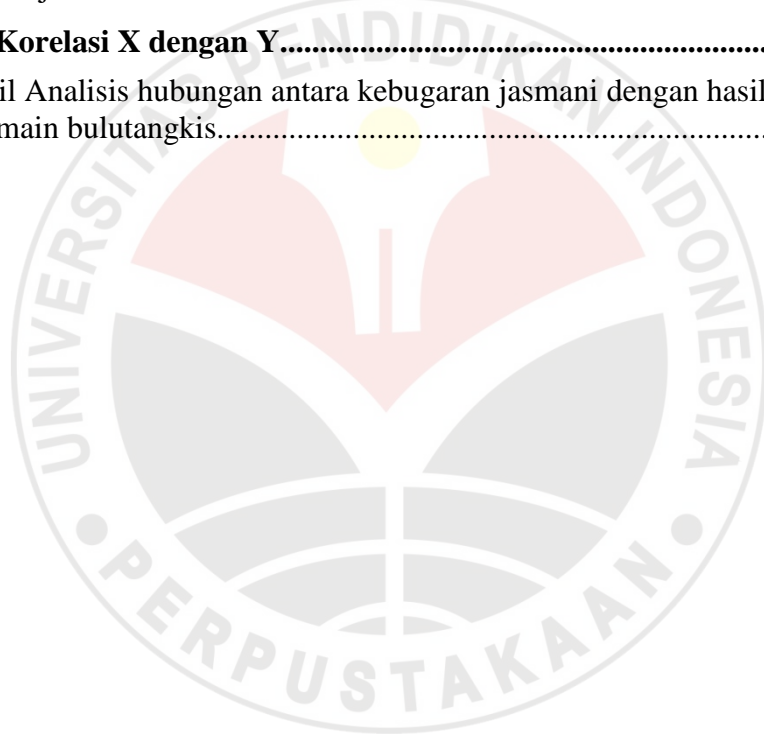 Korelasi X dengan Y......................................................................
il Analisis hubungan antara kebugaran jasmani dengan hasil
main bulutangkis......................................................................
UNIVERSITAS PENDIDIKAN INDONESIA
• PERPUSTAKAAN •